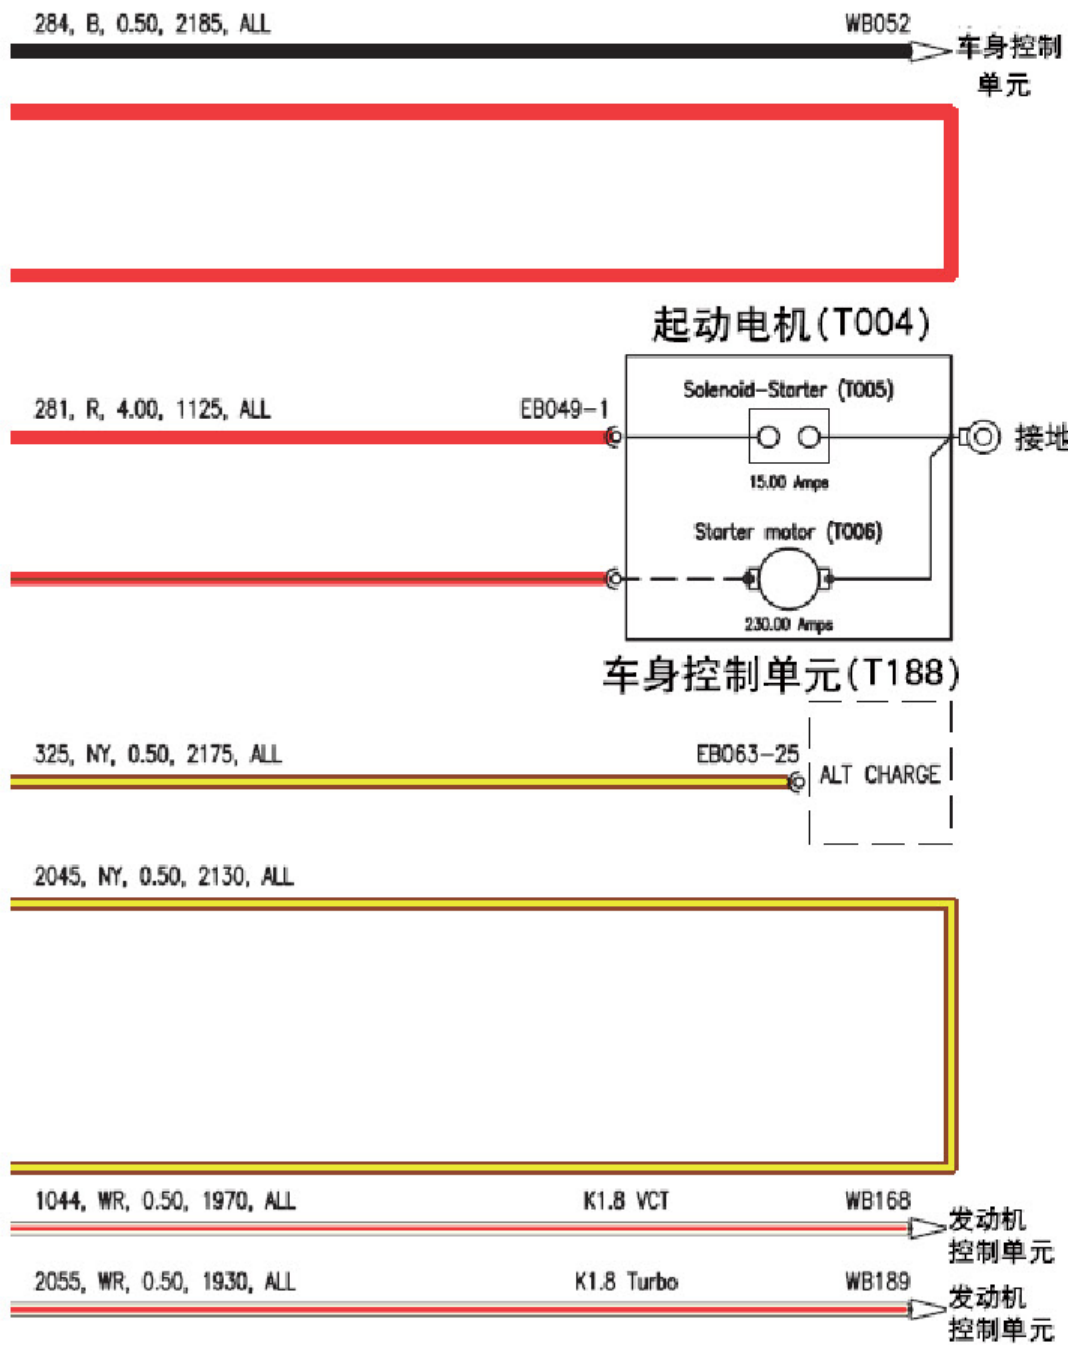 284, B, 0.50, 2185, ALL
WB052
车身控制
单元
起动电机(T004)
Solenoid-Starter (T005)
281, R, 4.00, 1125, ALL
EB049-1
接地
15.00 Amps
Starter motor (T006)
230.00 Amps
车身控制单元(T188)
325, NY, 0.50, 2175, ALL
EB063-25
ALT CHARGE
2045, NY, 0.50, 2130, ALL
1044, WR, 0.50, 1970, ALL
K1.8 VCT
WB168
发动机
控制单元
2055, WR, 0.50, 1930, ALL
K1.8 Turbo
WB189
发动机
控制单元